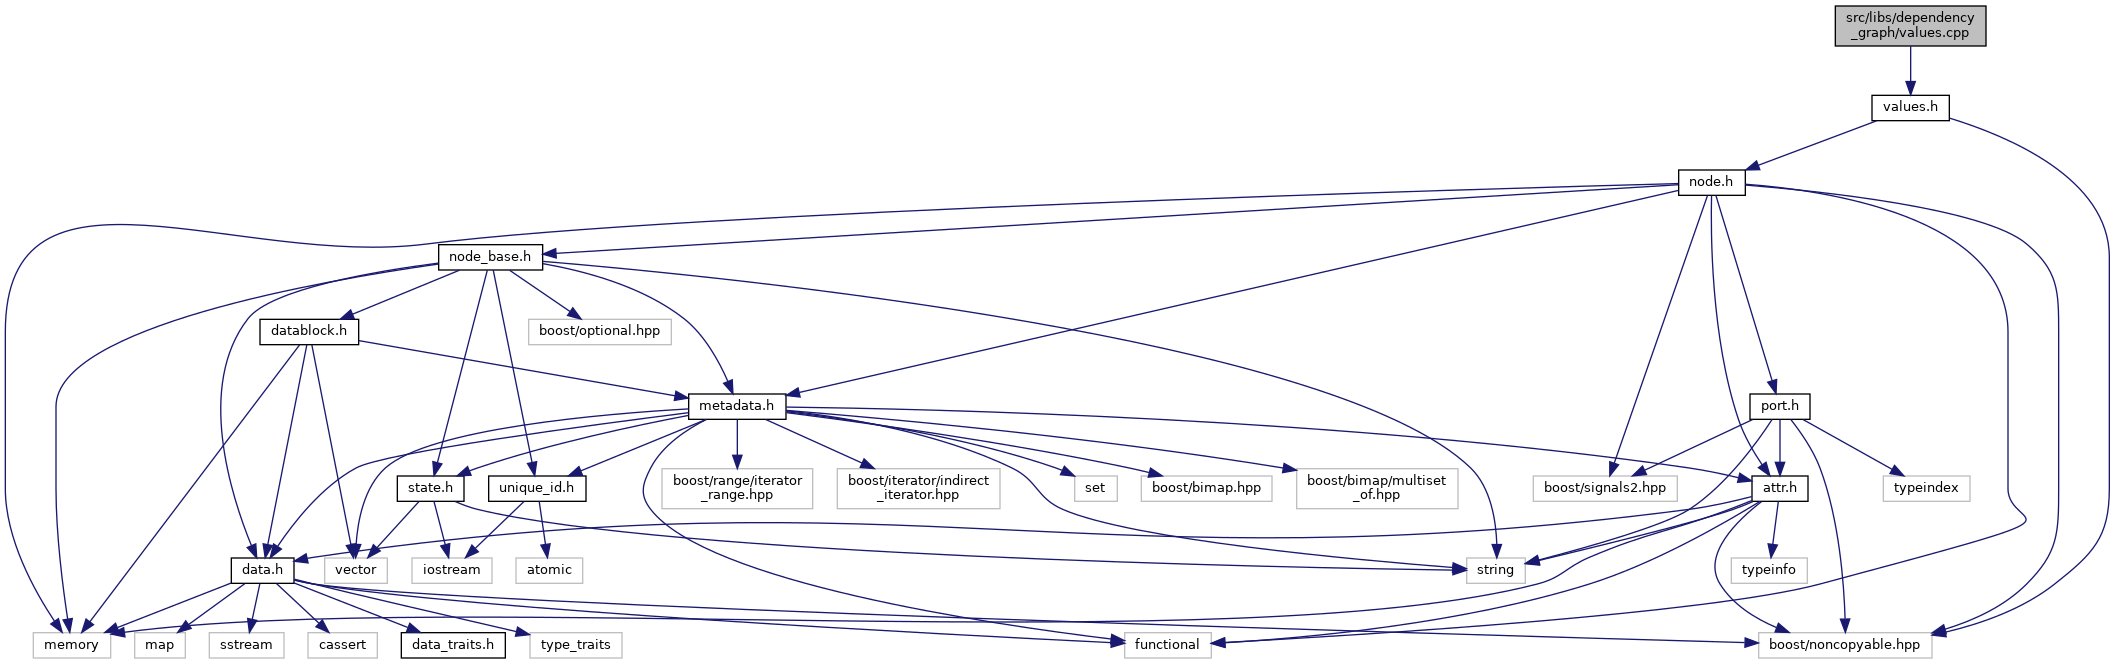 src/libs/dependency
_graph/values.cpp
values.h
node.h
node_base.h
datablock.h
boost/optional.hpp
metadata.h
port.h
state.h
unique_id.h
boost/range/iterator
_range.hpp
boost/iterator/indirect
_iterator.hpp
set
boost/bimap.hpp
boost/bimap/multiset
_of.hpp
boost/signals2.hpp
attr.h
typeindex
data.h
vector
iostream
atomic
string
typeinfo
memory
map
sstream
cassert
data_traits.h
type_traits
functional
boost/noncopyable.hpp